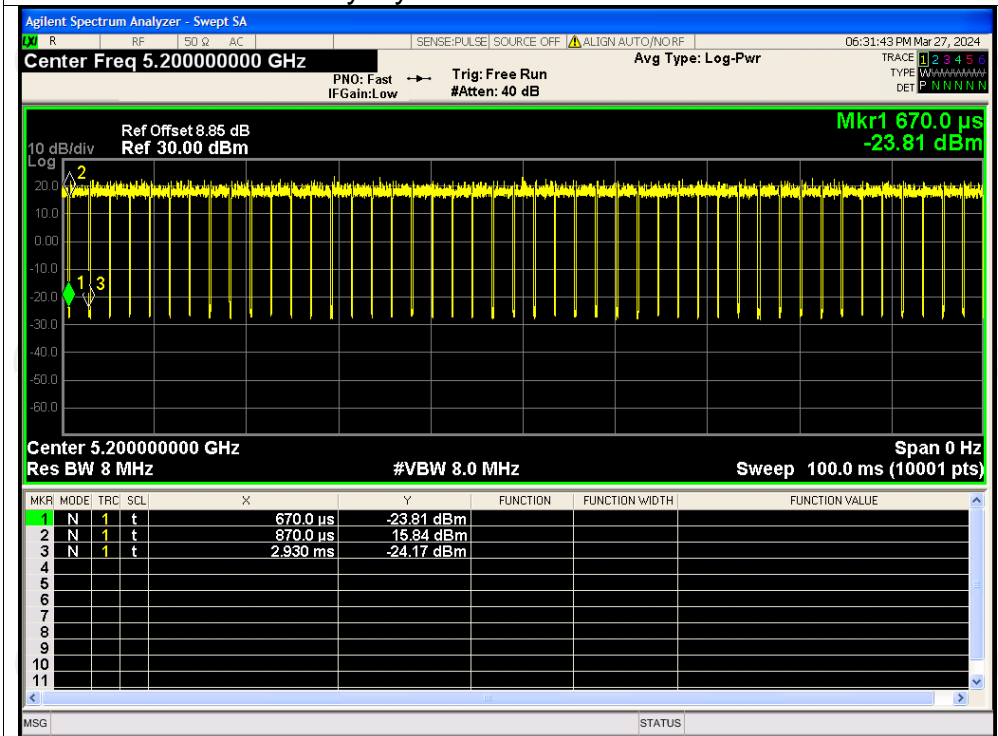 Agilent Spectrum Analyzer - Swept SA
LXI R RF 50 Ω AC SENSE:PULSE SOURCE OFF ALIGN AUTO/NORF 06:31:43 PM Mar 27, 2024
Center Freq 5.200000000 GHz Avg Type: Log-Pwr TRACE 1 2 3 4 5 6
PNO: Fast Trig: Free Run TYPE WWWWWW
IFGain:Low #Atten: 40 dB DET P N N N N N
Mkr1 670.0 µs
Ref Offset 8.85 dB
10 dB/div Ref 30.00 dBm -23.81 dBm
Log
2
20.0
10.0
0.00
-10.0
1 3
-20.0
-30.0
-40.0
-50.0
-60.0
Center 5.200000000 GHz Span 0 Hz
Res BW 8 MHz #VBW 8.0 MHz Sweep 100.0 ms (10001 pts)
MKR MODE TRC SCL X Y FUNCTION FUNCTION WIDTH FUNCTION VALUE
1 N 1 t 670.0 µs -23.81 dBm
2 N 1 t 870.0 µs 15.84 dBm
3 N 1 t 2.930 ms -24.17 dBm
4
5
6
7
8
9
10
11
MSG STATUS